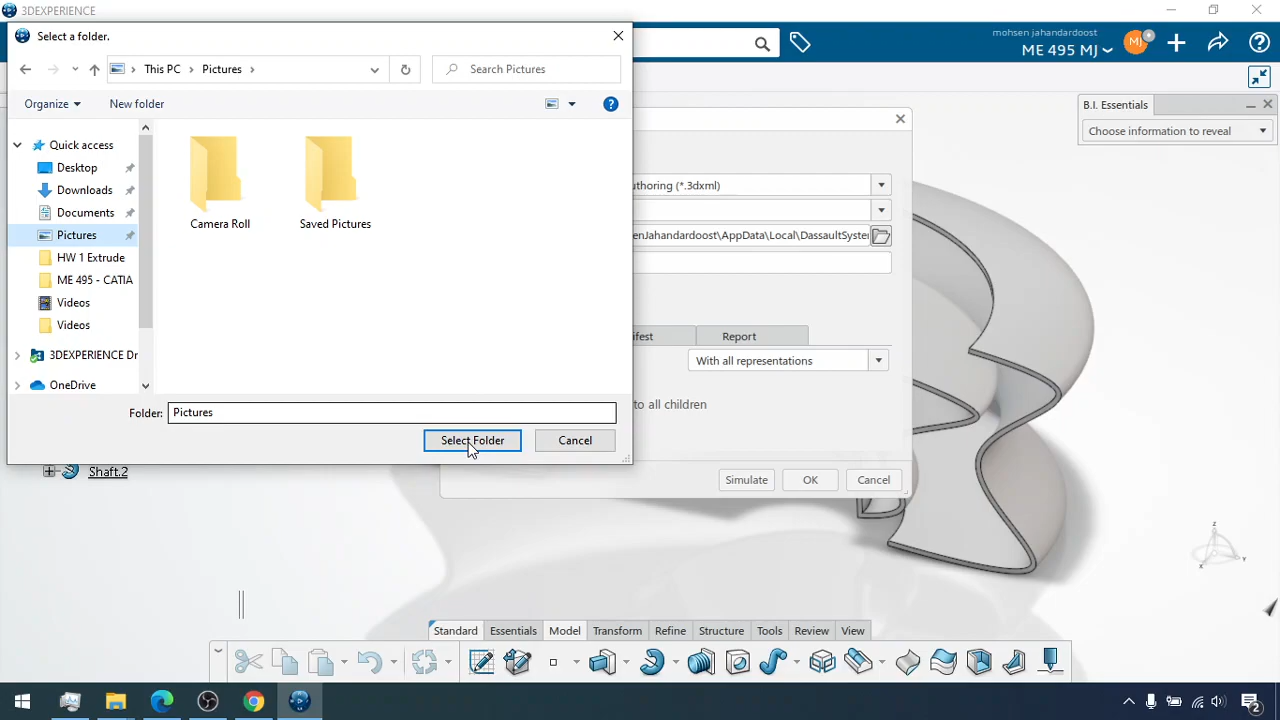 3DEXPERIENCE
Select a folder.
This PC
Pictures
Search Pictures
mohsen jahandardoost
ME 495 MJ
MJ
Organize
New folder
B.I. Essentials
Choose information to reveal
Quick access
Desktop
Downloads
Documents
Pictures
HW 1 Extrude
ME 495 - CATIA
Videos
Videos
3DEXPERIENCE Dr
OneDrive
Camera Roll
Saved Pictures
uthoring (*.3dxml)
enJahandardoost\AppData\Local\DassaultSyster
ifest
Report
With all representations
to all children
Folder:
Pictures
Select Folder
Cancel
Simulate
OK
Cancel
Shaft.2
z
y
x
Standard
Essentials
Model
Transform
Refine
Structure
Tools
Review
View
2